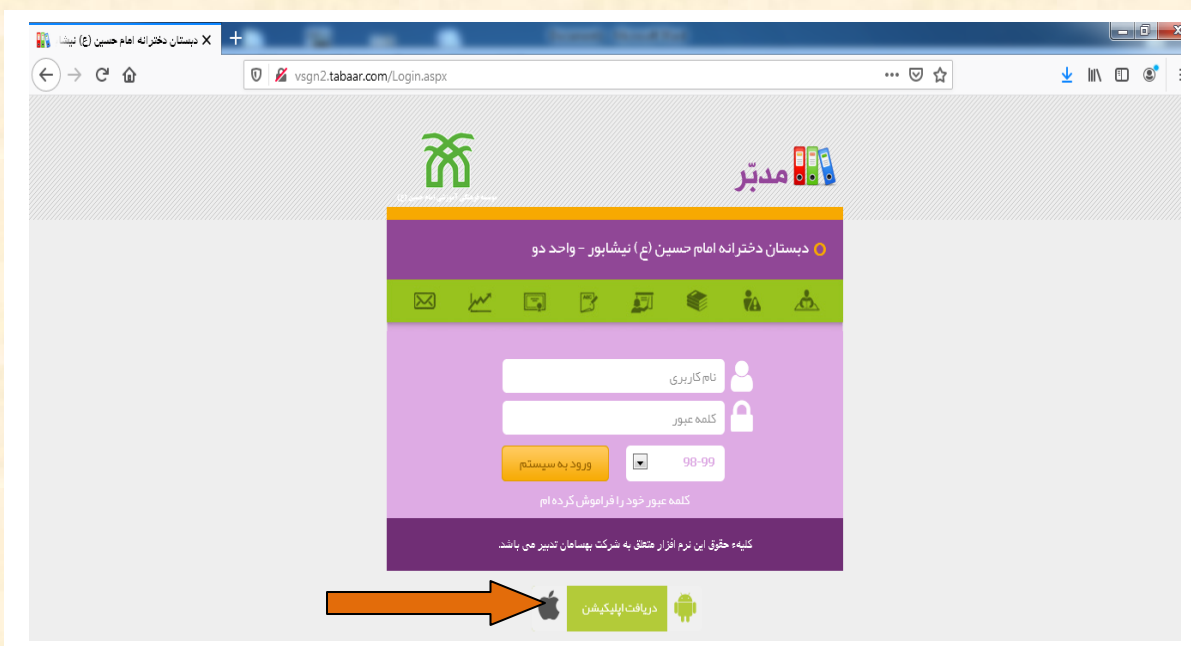 دبستان دخترانه امام حسین (ع) نیشا
vsgn2.tabaar.com/Login.aspx
مدبّر
دبستان دخترانه امام حسین (ع) نیشابور - واحد دو
نام کاربری
کلمه عبور
98-99
ورود به سیستم
کلمه عبور خود را فراموش کرده ام
کلیهء حقوق این نرم افزار متعلق به شرکت بهسامان تدبیر می باشد.
دریافت اپلیکیشن